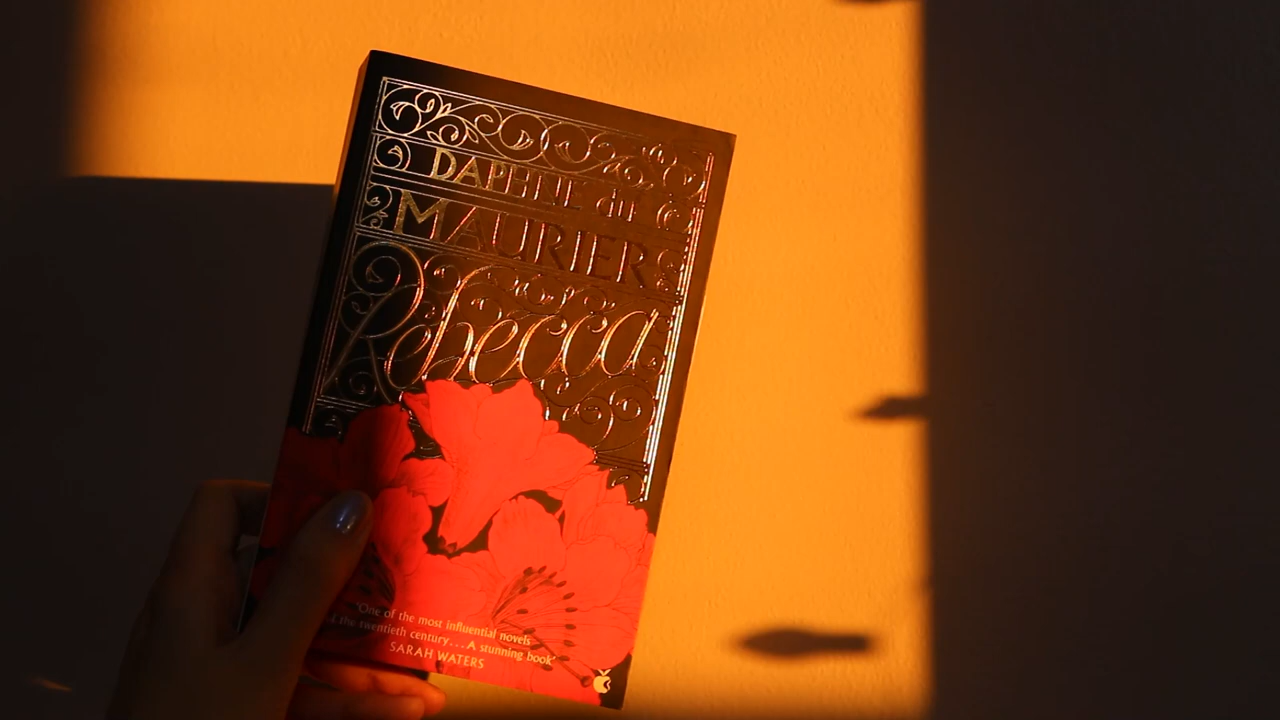 DAPHNE du
MAURIER
Rebecca
'One of the most influential novels
of the twentieth century...A stunning book'
SARAH WATERS